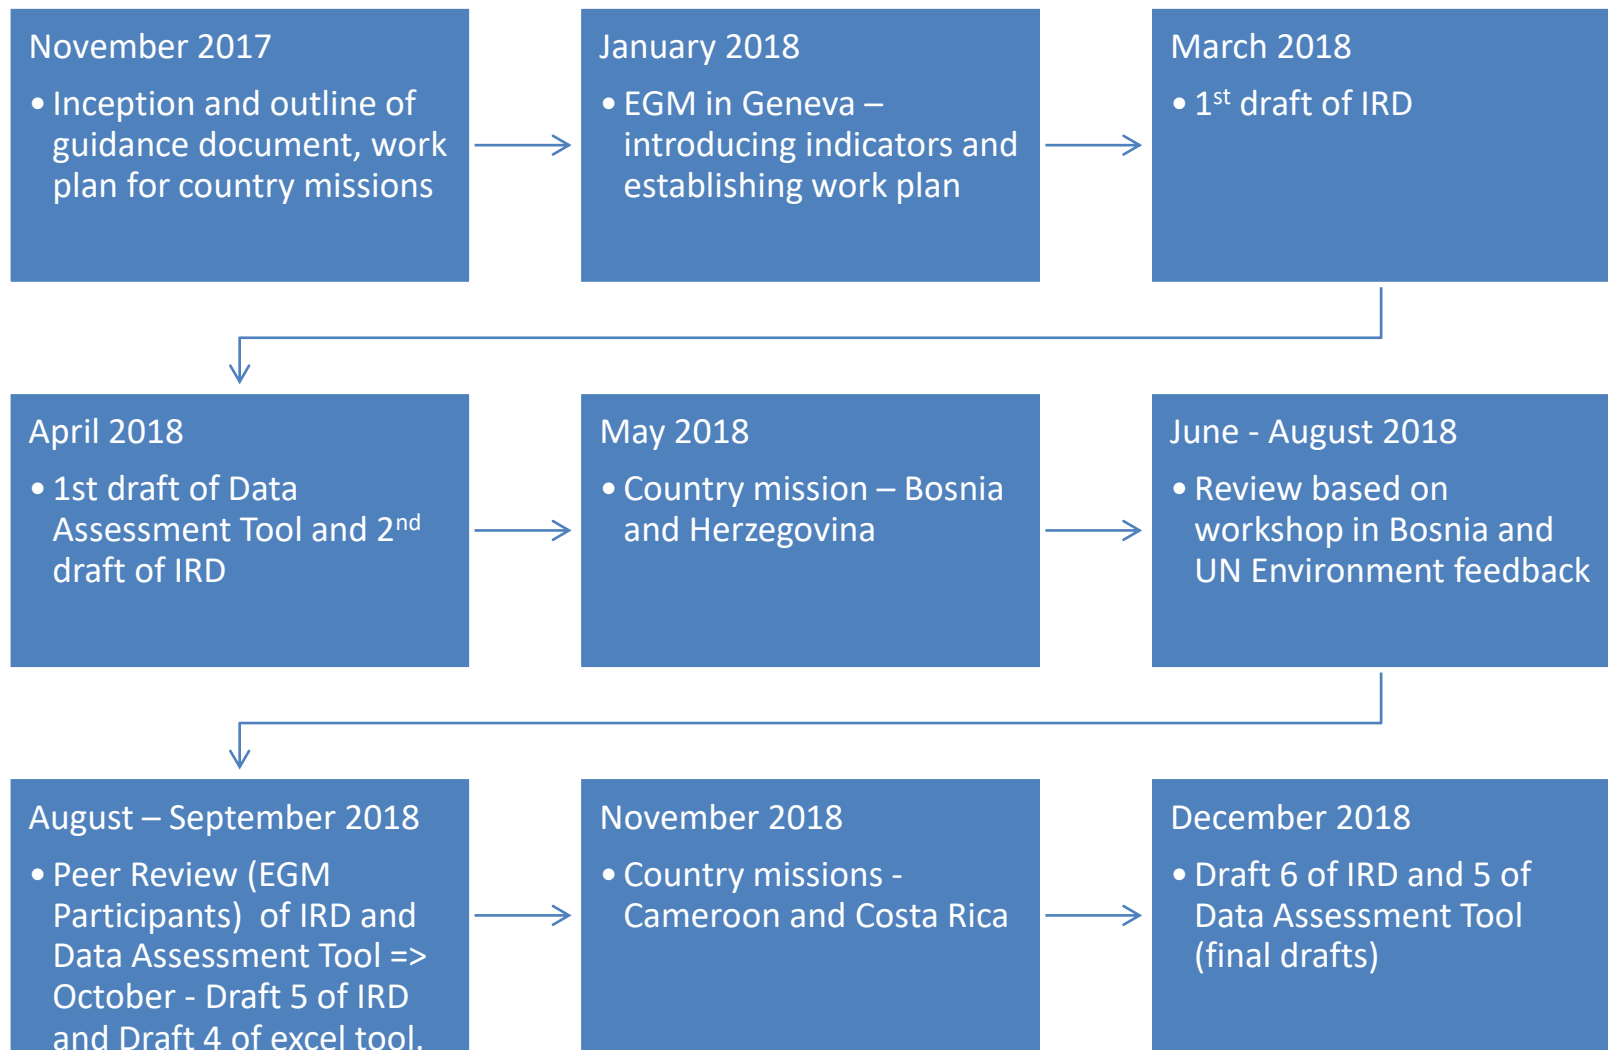 November 2017
• Inception and outline of
guidance document, work
plan for country missions
January 2018
• EGM in Geneva –
introducing indicators and
establishing work plan
March 2018
• 1st draft of IRD
April 2018
• 1st draft of Data
Assessment Tool and 2nd
draft of IRD
May 2018
• Country mission – Bosnia
and Herzegovina
June - August 2018
• Review based on
workshop in Bosnia and
UN Environment feedback
August – September 2018
• Peer Review (EGM
Participants)  of IRD and
Data Assessment Tool =>
October - Draft 5 of IRD
and Draft 4 of excel tool.
November 2018
• Country missions -
Cameroon and Costa Rica
December 2018
• Draft 6 of IRD and 5 of
Data Assessment Tool
(final drafts)